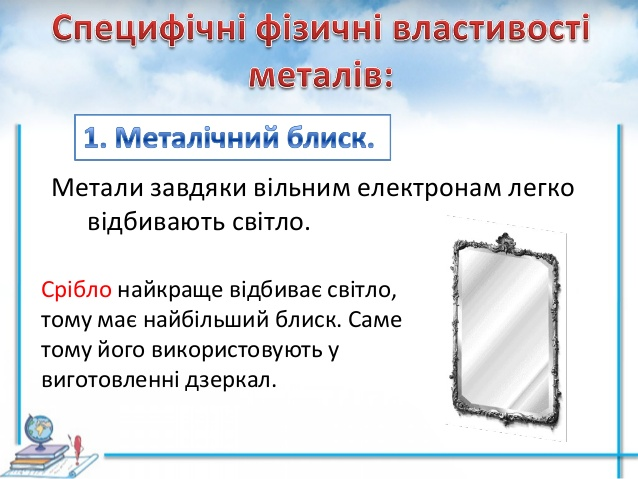 Специфічні фізичні властивості
металів:
1. Металічний блиск.
Метали завдяки вільним електронам легко
відбивають світло.
Срібло найкраще відбиває світло,
тому має найбільший блиск. Саме
тому його використовують у
виготовленні дзеркал.